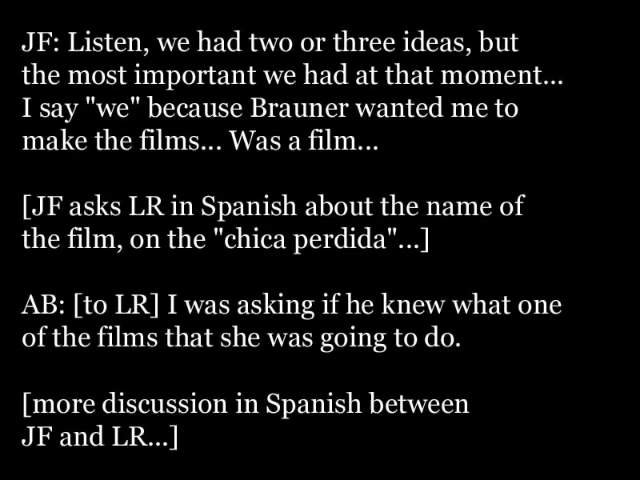 JF: Listen, we had two or three ideas, but
the most important we had at that moment...
I say "we" because Brauner wanted me to
make the films... Was a film...
[JF asks LR in Spanish about the name of
the film, on the "chica perdida"...]
AB: [to LR] I was asking if he knew what one
of the films that she was going to do.
[more discussion in Spanish between
JF and LR...]